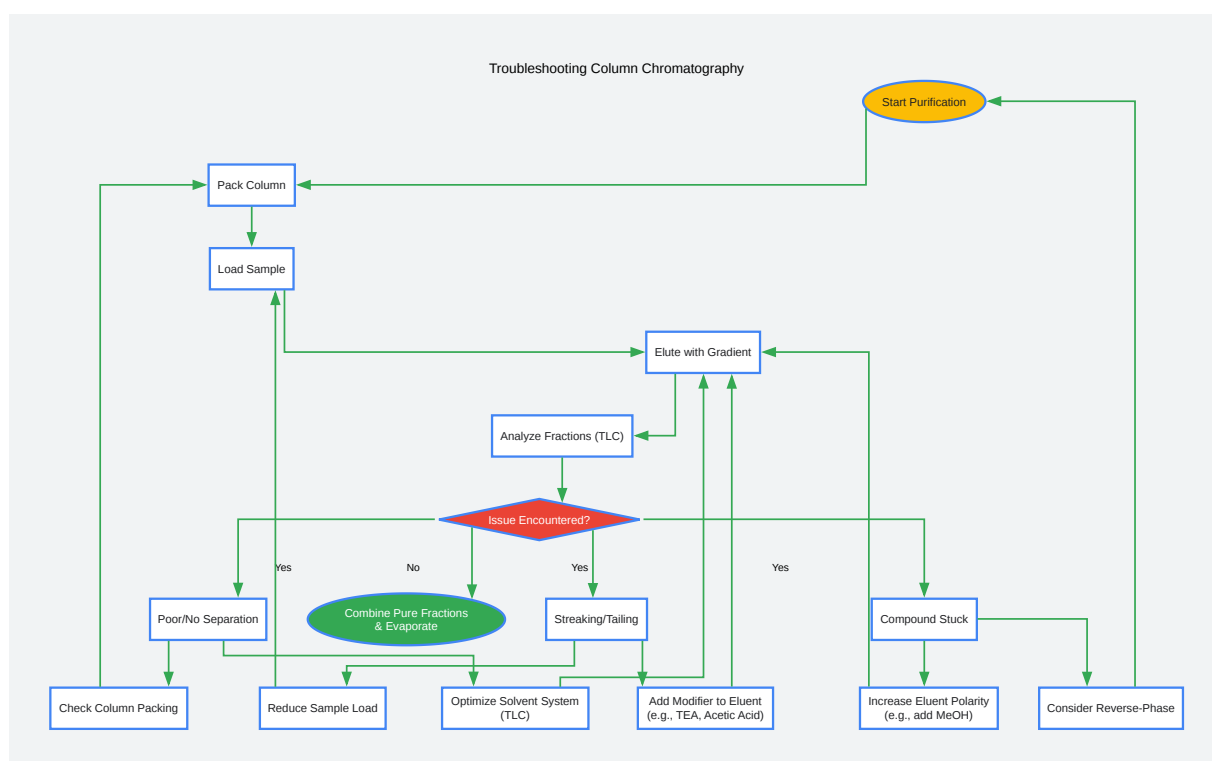 Troubleshooting Column Chromatography
Start Purification
Pack Column
Load Sample
Elute with Gradient
Analyze Fractions (TLC)
Issue Encountered?
Yes
No
Yes
Yes
Poor/No Separation
Combine Pure Fractions
& Evaporate
Streaking/Tailing
Compound Stuck
Check Column Packing
Reduce Sample Load
Optimize Solvent System
(TLC)
Add Modifier to Eluent
(e.g., TEA, Acetic Acid)
Increase Eluent Polarity
(e.g., add MeOH)
Consider Reverse-Phase